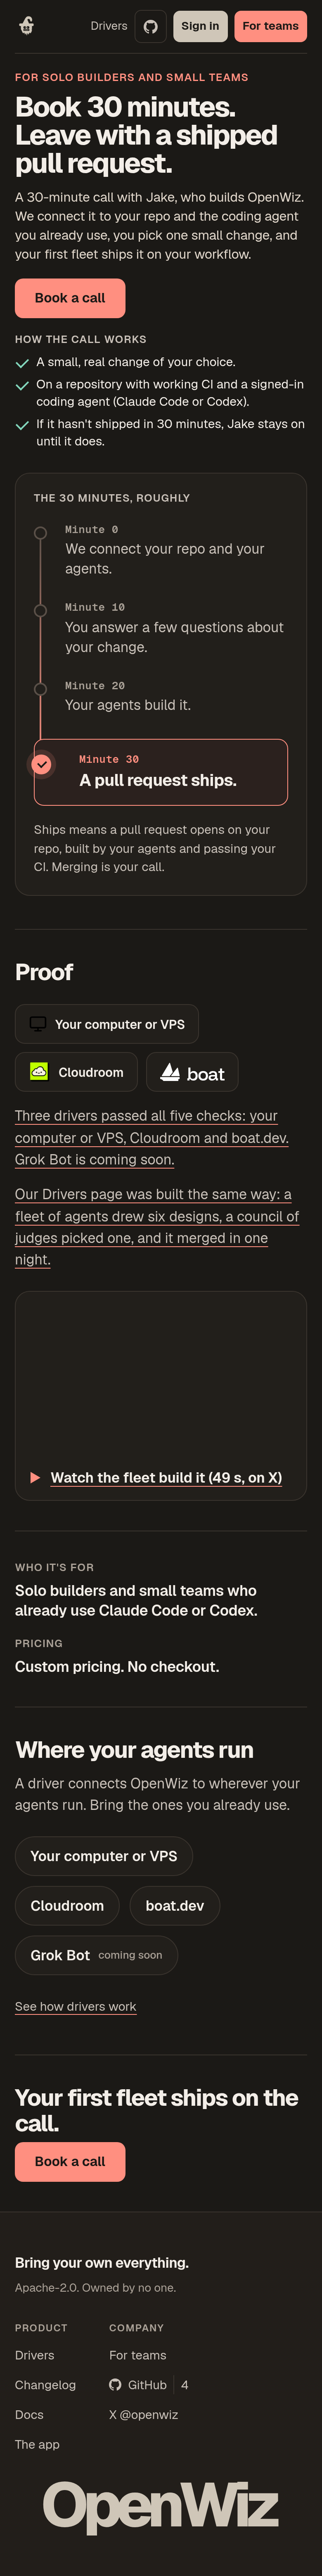 Drivers
Sign in
For teams
FOR SOLO BUILDERS AND SMALL TEAMS
Book 30 minutes.
Leave with a shipped
pull request.
A 30-minute call with Jake, who builds OpenWiz.
We connect it to your repo and the coding agent
you already use, you pick one small change, and
your first fleet ships it on your workflow.
Book a call
HOW THE CALL WORKS
A small, real change of your choice.
On a repository with working CI and a signed-in
coding agent (Claude Code or Codex).
If it hasn't shipped in 30 minutes, Jake stays on
until it does.
THE 30 MINUTES, ROUGHLY
Minute 0
We connect your repo and your
agents.
Minute 10
You answer a few questions about
your change.
Minute 20
Your agents build it.
Minute 30
A pull request ships.
Ships means a pull request opens on your
repo, built by your agents and passing your
CI. Merging is your call.
Proof
Your computer or VPS
Cloudroom
boat
Three drivers passed all five checks: your
computer or VPS, Cloudroom and boat.dev.
Grok Bot is coming soon.
Our Drivers page was built the same way: a
fleet of agents drew six designs, a council of
judges picked one, and it merged in one
night.
Watch the fleet build it (49 s, on X)
WHO IT'S FOR
Solo builders and small teams who
already use Claude Code or Codex.
PRICING
Custom pricing. No checkout.
Where your agents run
A driver connects OpenWiz to wherever your
agents run. Bring the ones you already use.
Your computer or VPS
Cloudroom
boat.dev
Grok Bot coming soon
See how drivers work
Your first fleet ships on the
call.
Book a call
Bring your own everything.
Apache-2.0. Owned by no one.
PRODUCT
Drivers
Changelog
Docs
The app
COMPANY
For teams
GitHub 4
X @openwiz
OpenWiz